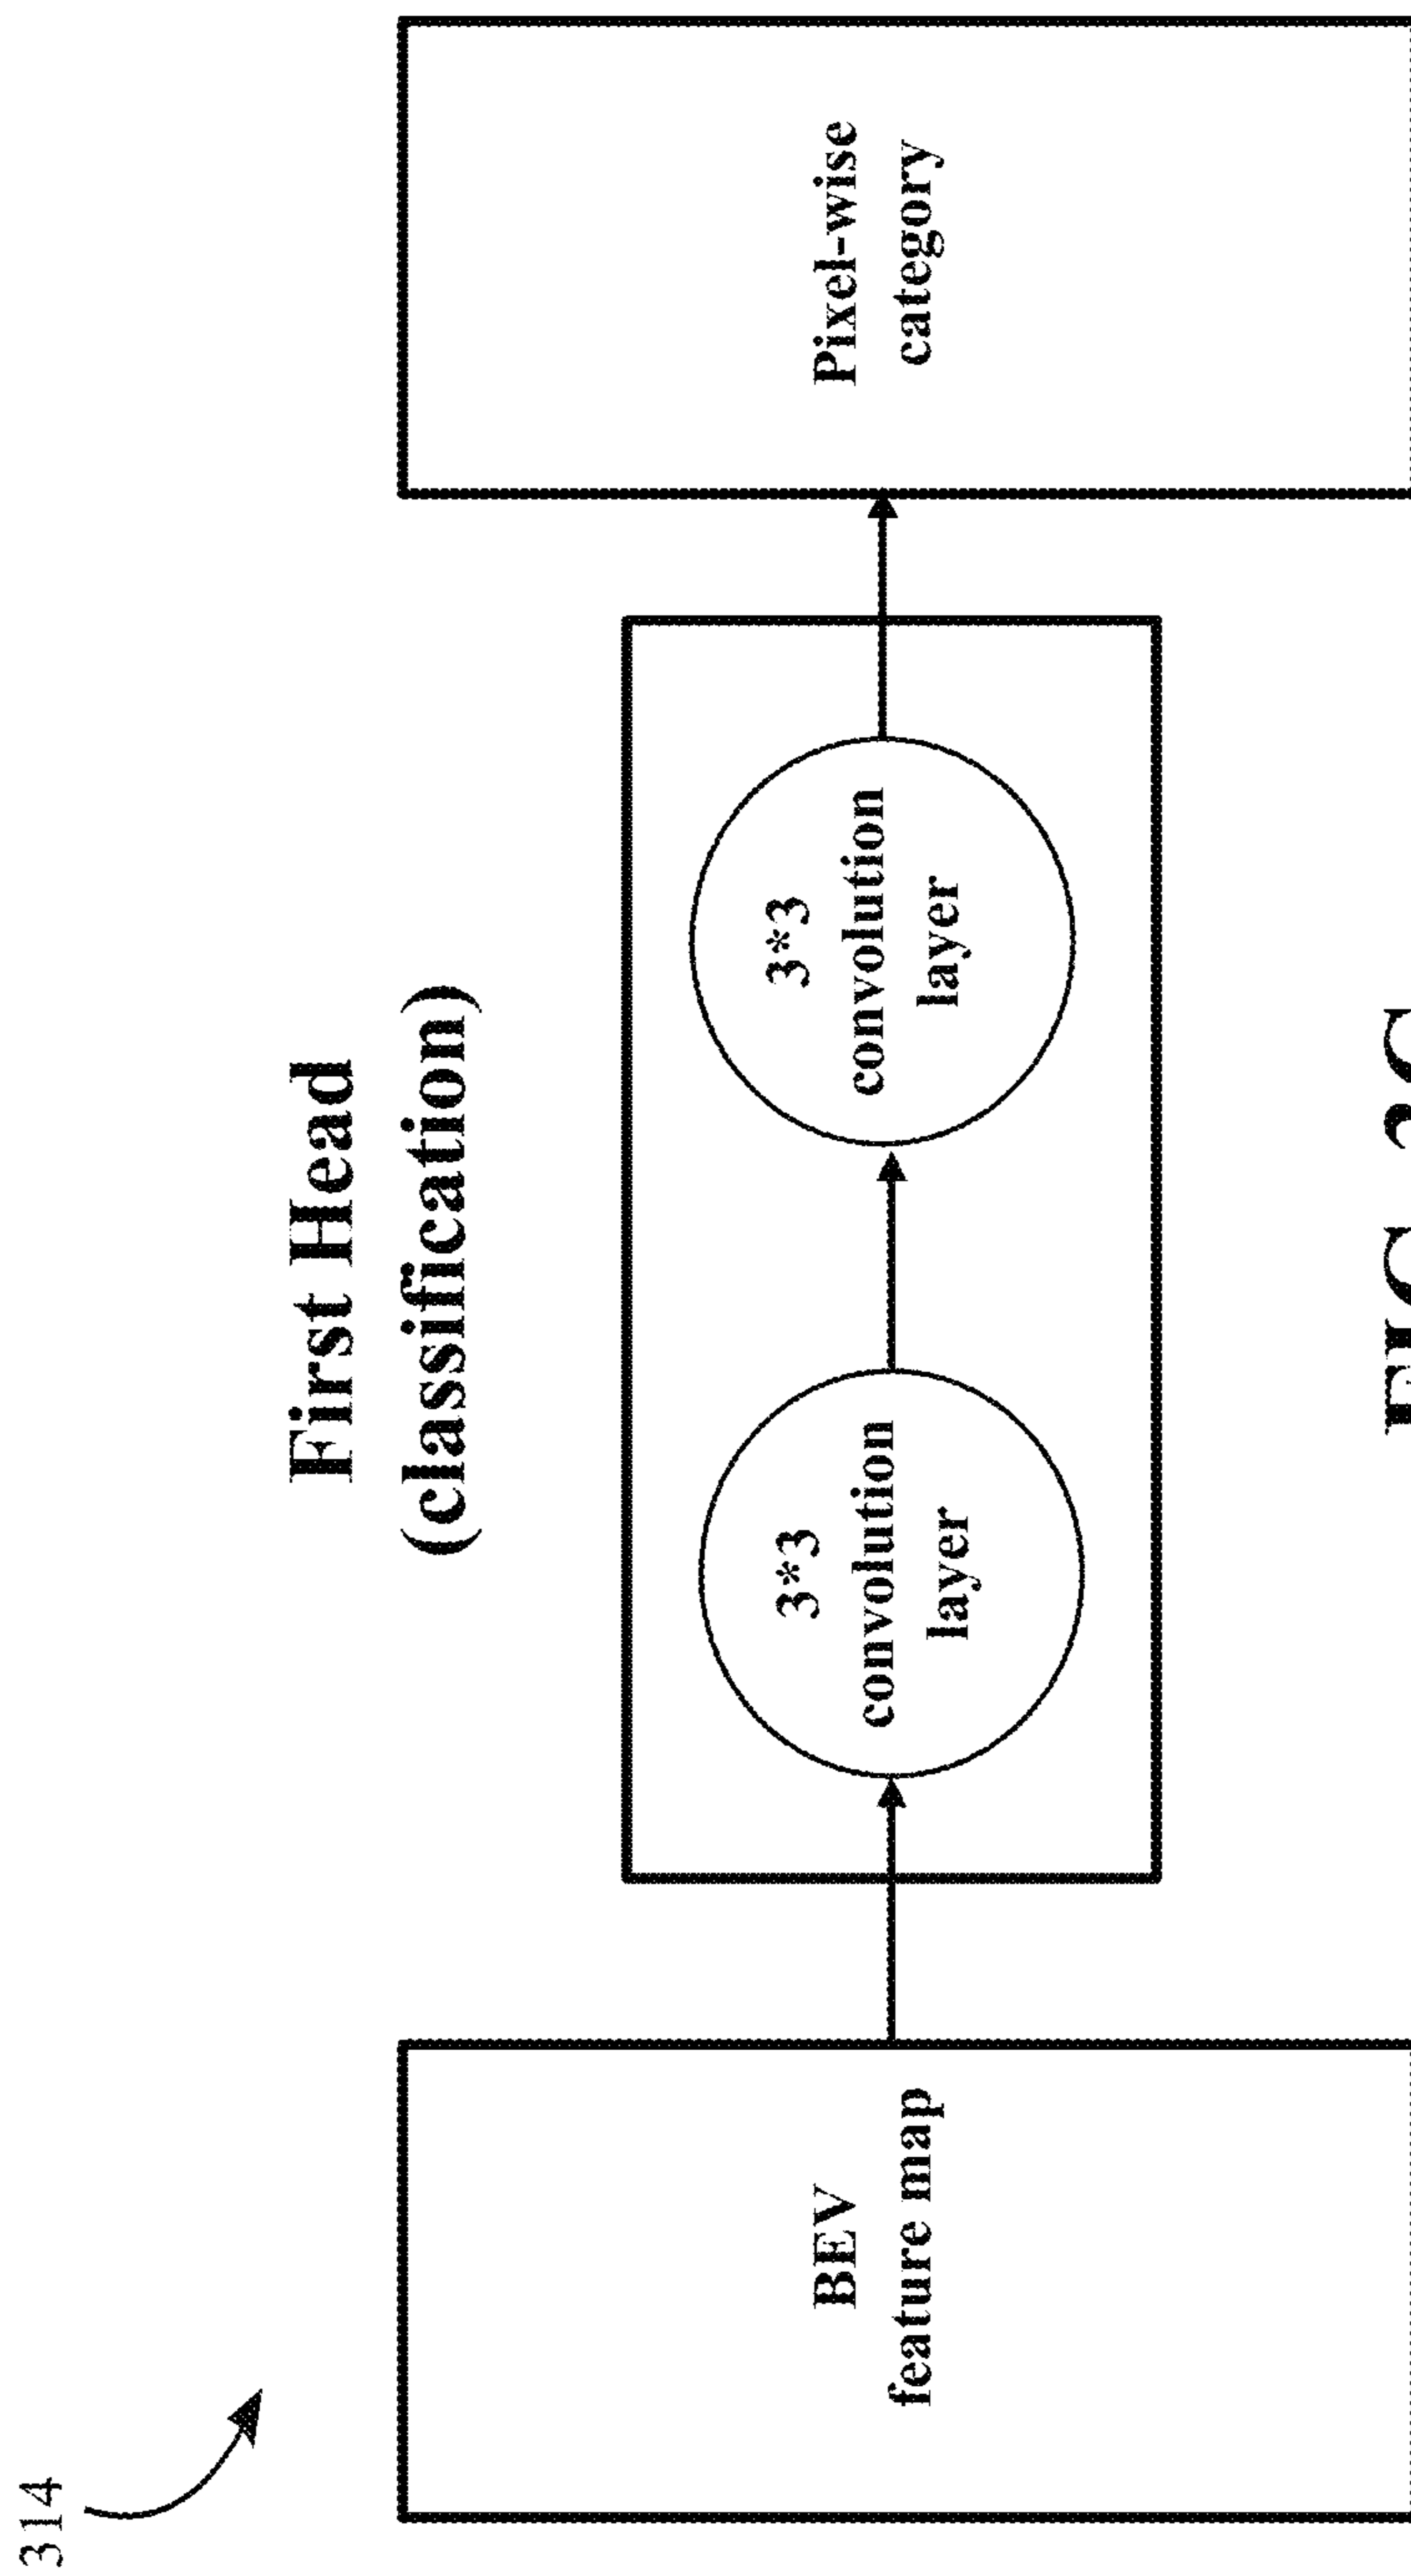 314
First Head
(classification)
BEV
feature map
3*3
convolution
layer
3*3
convolution
layer
Pixel-wise
category